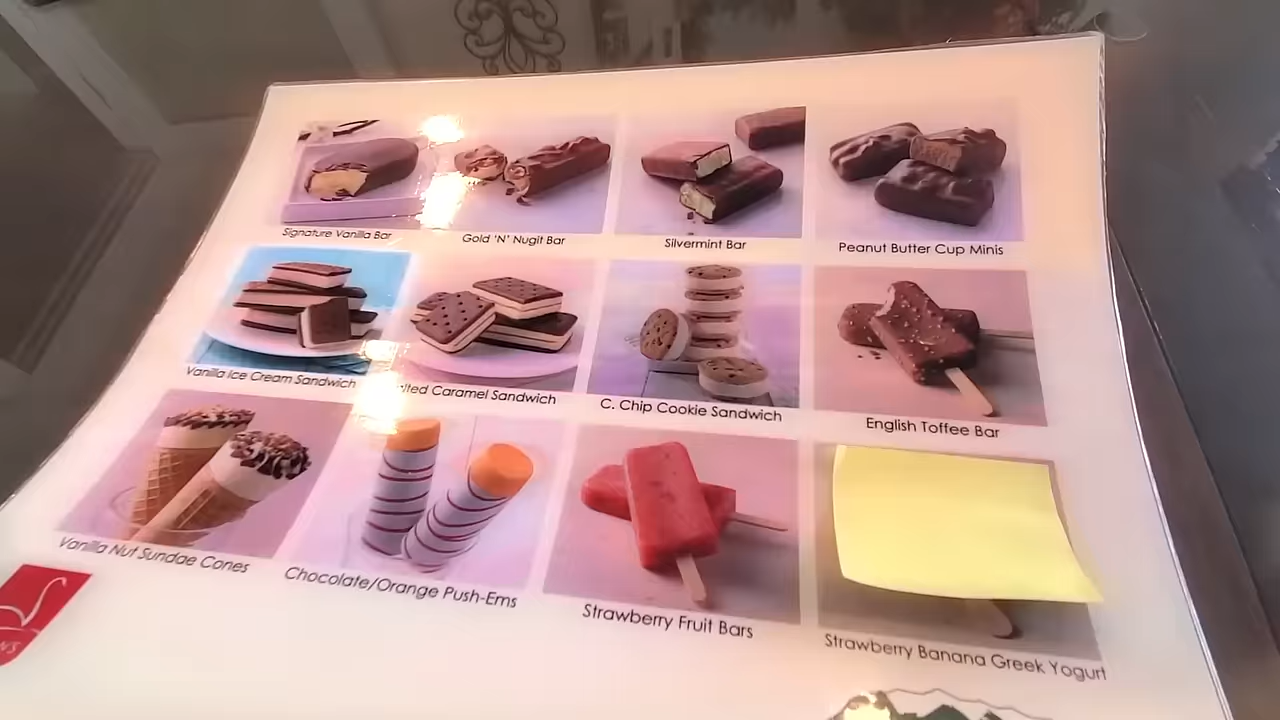 Signature Vanilla Bar
Gold 'N' Nugit Bar
Silvermint Bar
Peanut Butter Cup Minis
Vanilla Ice Cream Sandwich
Caramel Sandwich
C. Chip Cookie Sandwich
English Toffee Bar
Vanilla Nut Sundae Cones
Chocolate/Orange Push-Ems
Strawberry Fruit Bars
Strawberry Banana Greek Yogurt